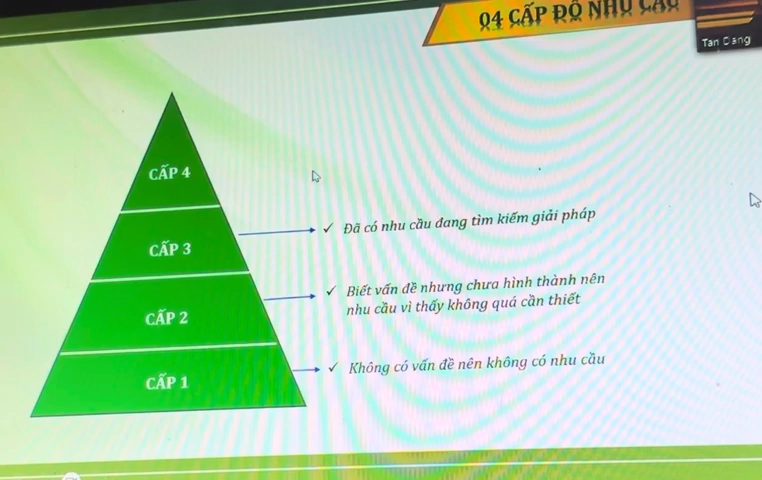 04 CẤP ĐỘ NHU CẦU
Tan Dang
CẤP 4
Đã có nhu cầu đang tìm kiếm giải pháp
CẤP 3
Biết vấn đề nhưng chưa hình thành nên
nhu cầu vì thấy không quá cần thiết
CẤP 2
Không có vấn đề nên không có nhu cầu
CẤP 1